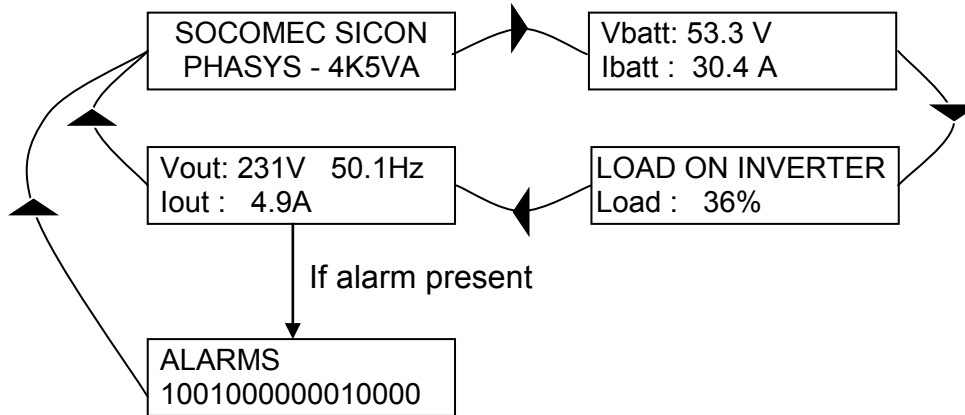 SOCOMEC SICON
PHASYS - 4K5VA
Vbatt: 53.3 V
Ibatt : 30.4 A
Vout: 231V 50.1Hz
Iout : 4.9A
LOAD ON INVERTER
Load : 36%
If alarm present
ALARMS
1001000000010000